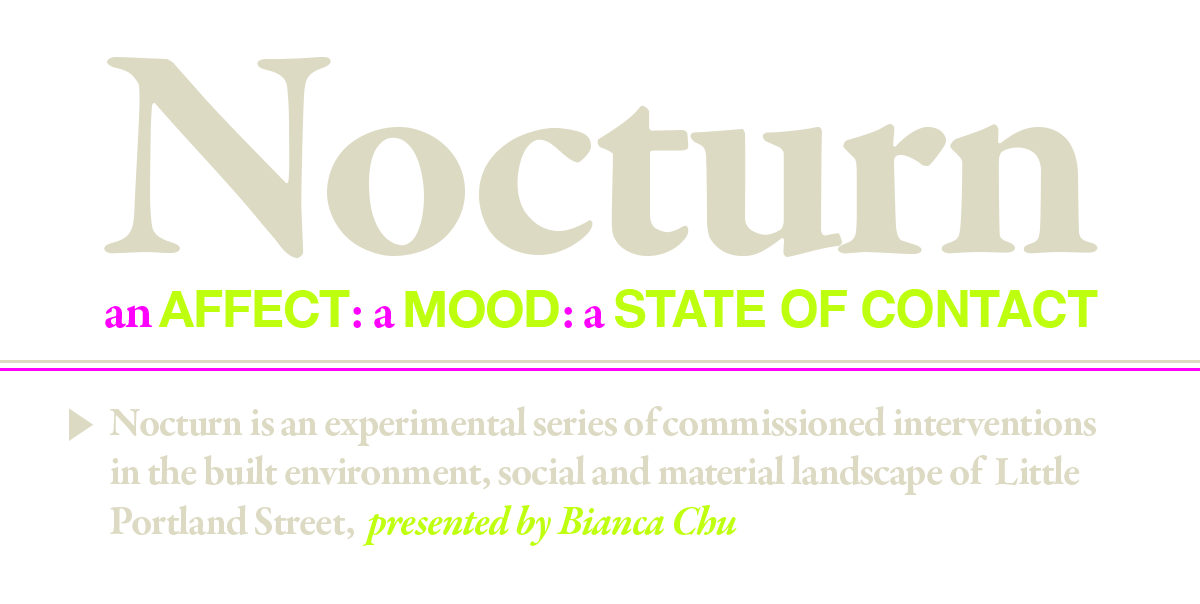 Nocturn
an AFFECT: a MOOD: a STATE OF CONTACT
Nocturn is an experimental series of commissioned interventions
in the built environment, social and material landscape of Little
Portland Street, presented by Bianca Chu